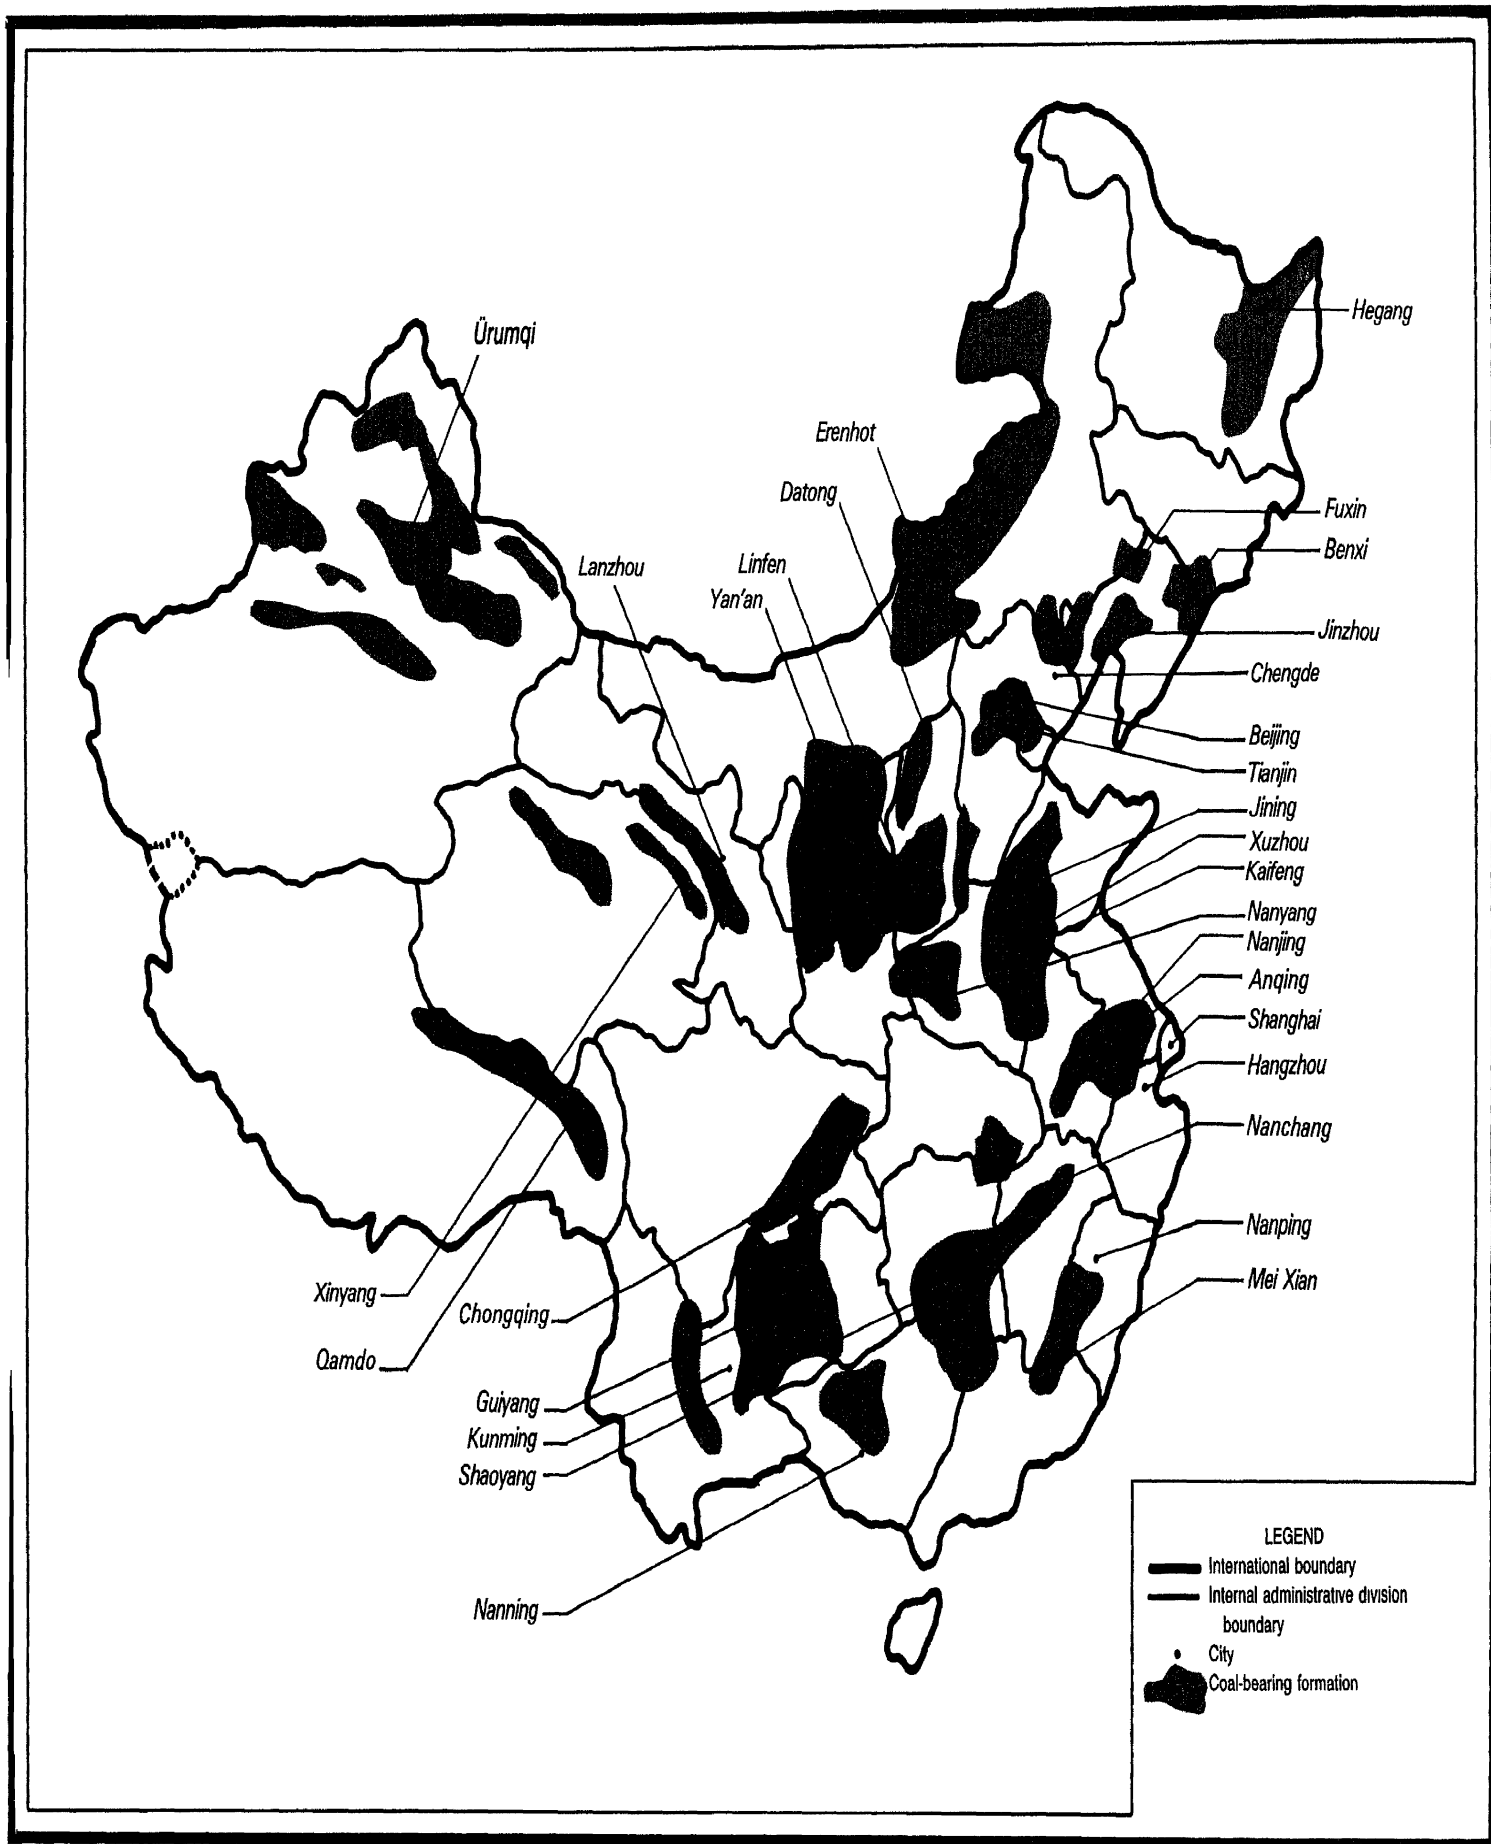 Hegang
Ürumqi
Erenhot
Datong
Fuxin
Benxi
Lanzhou
Linfen
Yan'an
Jinzhou
Chengde
Beijing
Tianjin
Jining
Xuzhou
Kaifeng
Nanyang
Nanjing
Anqing
Shanghai
Hangzhou
Nanchang
Nanping
Mei Xian
Xinyang
Chongqing
Qamdo
Guiyang
Kunming
Shaoyang
Nanning
LEGEND
International boundary
Internal administrative division
boundary
City
Coal-bearing formation